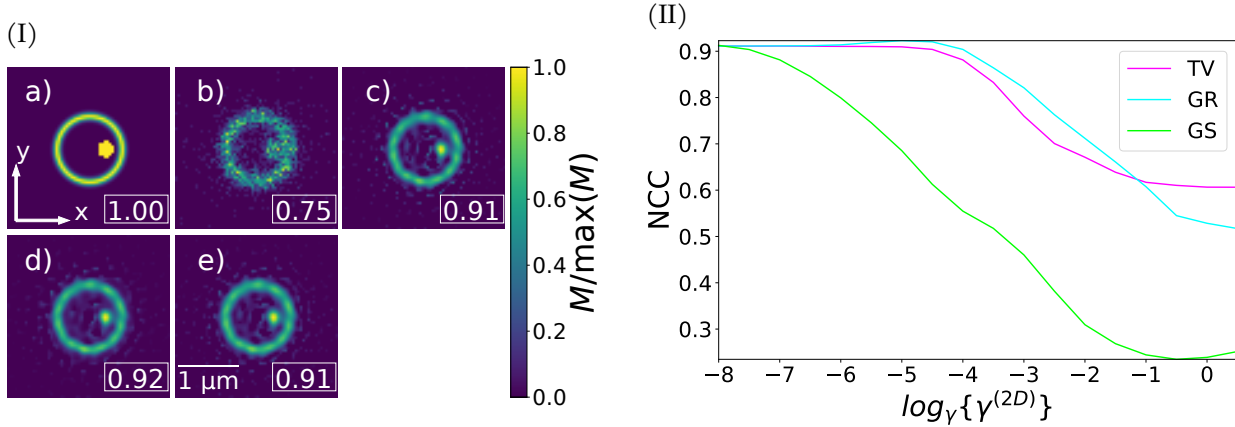 (I)
a)
y
x
1.00
b)
0.75
c)
0.91
d)
0.92
e)
1 μm
0.91
1.0
0.8
0.6
0.4
0.2
0.0
M/max(M)
(II)
NCC
0.9
0.8
0.7
0.6
0.5
0.4
0.3
TV
GR
GS
−8 −7 −6 −5 −4 −3 −2 −1 0
log_γ{γ^(2D)}